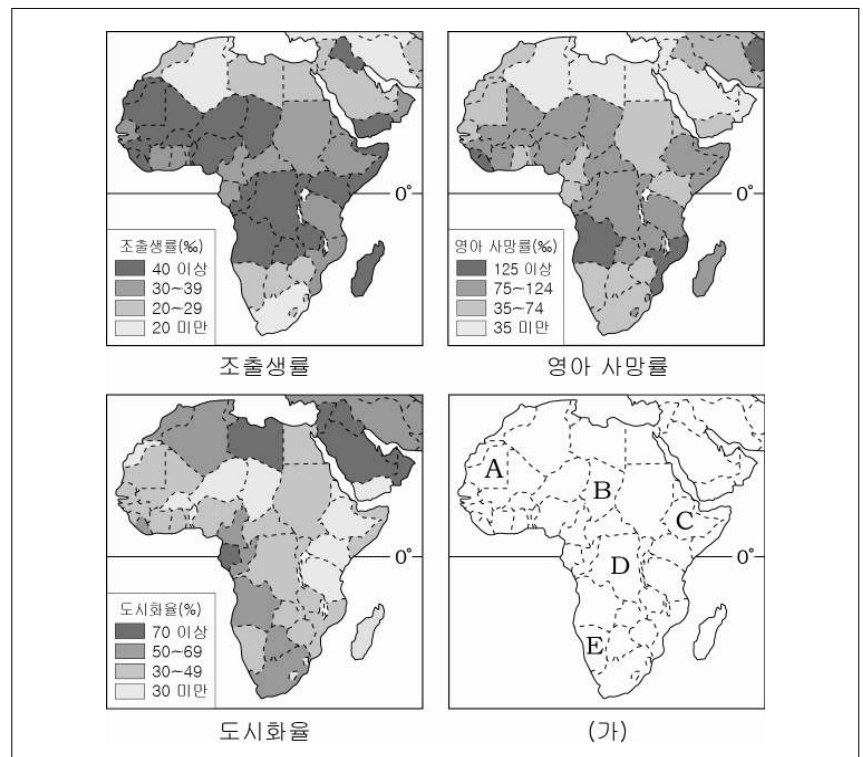 0°
조출생률(‰)
40 이상
30~39
20~29
20 미만
조출생률
0°
영아 사망률(‰)
125 이상
75~124
35~74
35 미만
영아 사망률
0°
도시화율(%)
70 이상
50~69
30~49
30 미만
도시화율
A
B
C
0°
D
E
(가)